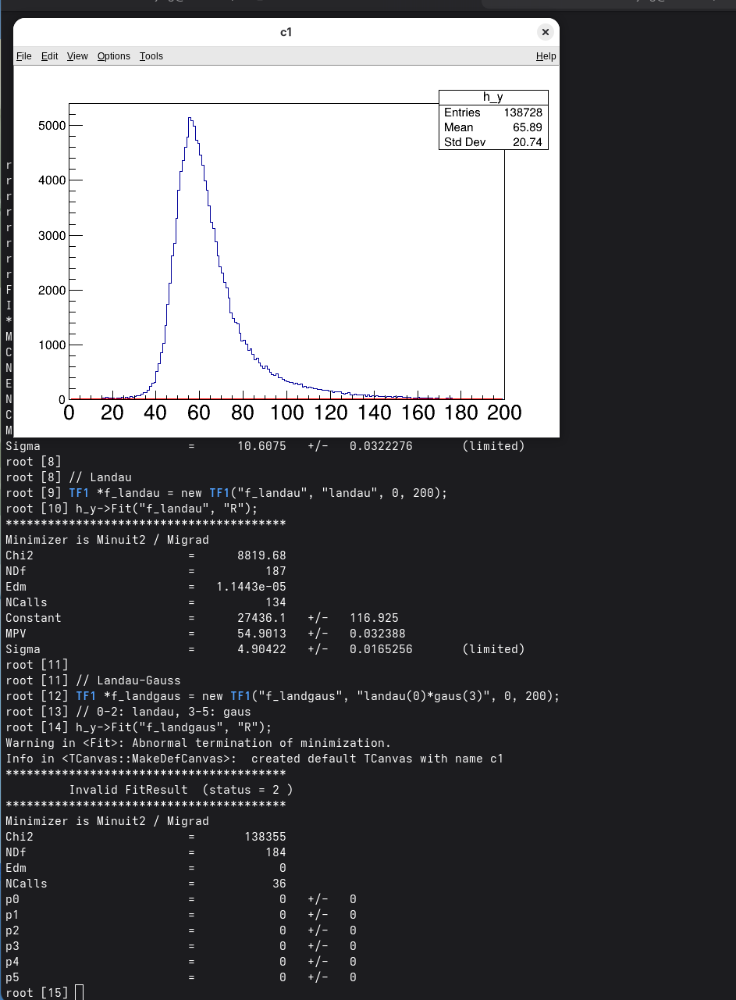 c1
File Edit View Options Tools Help
h_y
Entries 138728
Mean 65.89
Std Dev 20.74
5000
4000
3000
2000
1000
0
0 20 40 60 80 100 120 140 160 180 200
r
r
r
r
r
r
r
r
F
I
*
M
C
N
E
N
C
M
Sigma = 10.6075 +/- 0.0322276 (limited)
root [8]
root [8] // Landau
root [9] TF1 *f_landau = new TF1("f_landau", "landau", 0, 200);
root [10] h_y->Fit("f_landau", "R");
****************************************
Minimizer is Minuit2 / Migrad
Chi2 = 8819.68
NDf = 187
Edm = 1.1443e-05
NCalls = 134
Constant = 27436.1 +/- 116.925
MPV = 54.9013 +/- 0.032388
Sigma = 4.90422 +/- 0.0165256 (limited)
root [11]
root [11] // Landau-Gauss
root [12] TF1 *f_landgaus = new TF1("f_landgaus", "landau(0)*gaus(3)", 0, 200);
root [13] // 0-2: landau, 3-5: gaus
root [14] h_y->Fit("f_landgaus", "R");
Warning in <Fit>: Abnormal termination of minimization.
Info in <TCanvas::MakeDefCanvas>: created default TCanvas with name c1
****************************************
Invalid FitResult (status = 2 )
****************************************
Minimizer is Minuit2 / Migrad
Chi2 = 138355
NDf = 184
Edm = 0
NCalls = 36
p0 = 0 +/- 0
p1 = 0 +/- 0
p2 = 0 +/- 0
p3 = 0 +/- 0
p4 = 0 +/- 0
p5 = 0 +/- 0
root [15]